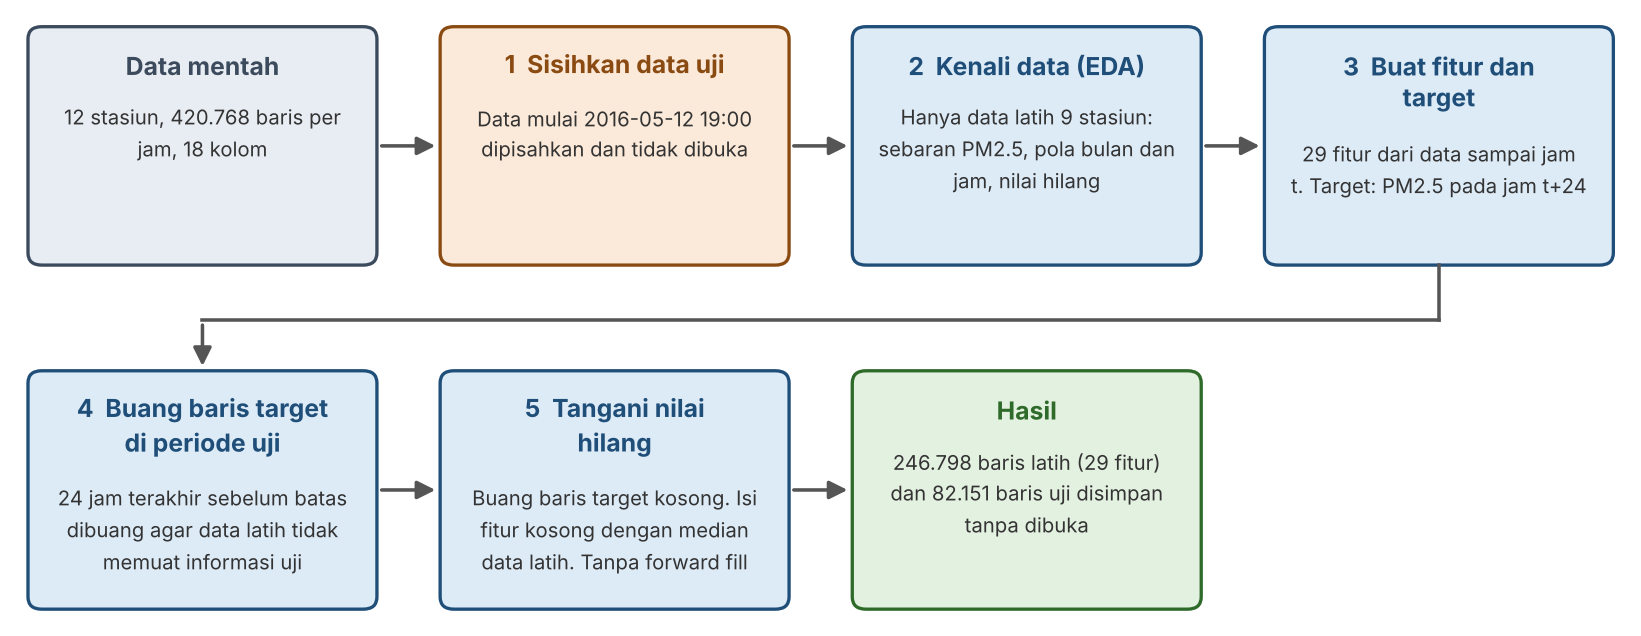 Data mentah
12 stasiun, 420.768 baris per
jam, 18 kolom
1 Sisihkan data uji
Data mulai 2016-05-12 19:00
dipisahkan dan tidak dibuka
2 Kenali data (EDA)
Hanya data latih 9 stasiun:
sebaran PM2.5, pola bulan dan
jam, nilai hilang
3 Buat fitur dan
target
29 fitur dari data sampai jam
t. Target: PM2.5 pada jam t+24
4 Buang baris target
di periode uji
24 jam terakhir sebelum batas
dibuang agar data latih tidak
memuat informasi uji
5 Tangani nilai
hilang
Buang baris target kosong. Isi
fitur kosong dengan median
data latih. Tanpa forward fill
Hasil
246.798 baris latih (29 fitur)
dan 82.151 baris uji disimpan
tanpa dibuka